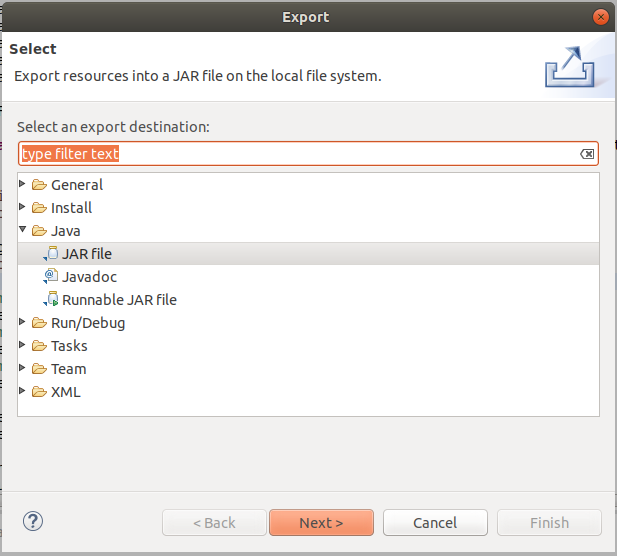 Export
Select
Export resources into a JAR file on the local file system.
Select an export destination:
type filter text
General
Install
Java
JAR file
Javadoc
Runnable JAR file
Run/Debug
Tasks
Team
XML
? < Back Next > Cancel Finish